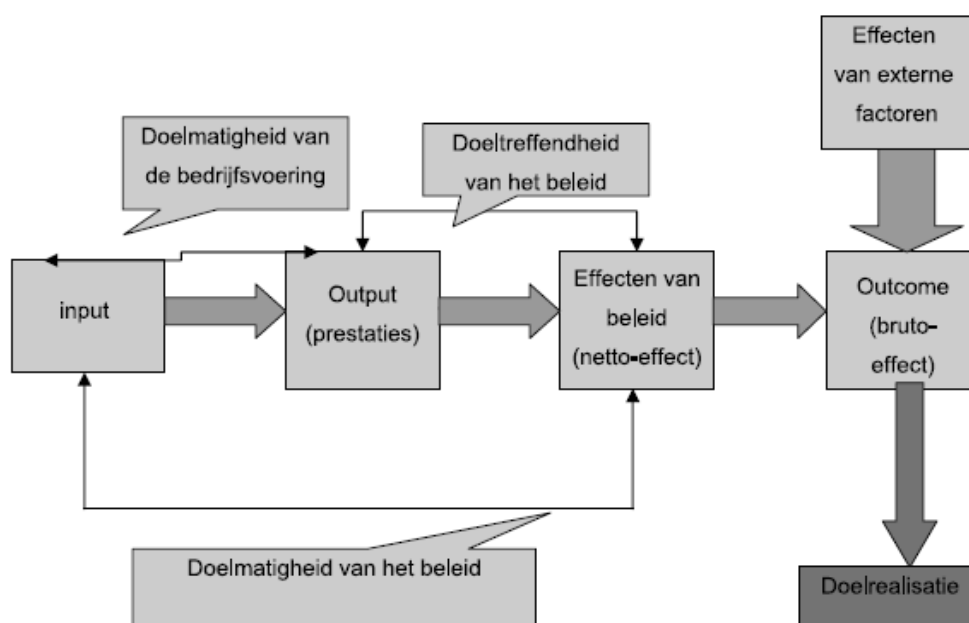 Effecten
van externe
factoren
Doelmatigheid van
de bedrijfsvoering
Doeltreffendheid
van het beleid
input
Output
(prestaties)
Effecten van
beleid
(netto-effect)
Outcome
(bruto-
effect)
Doelmatigheid van het beleid
Doelrealisatie